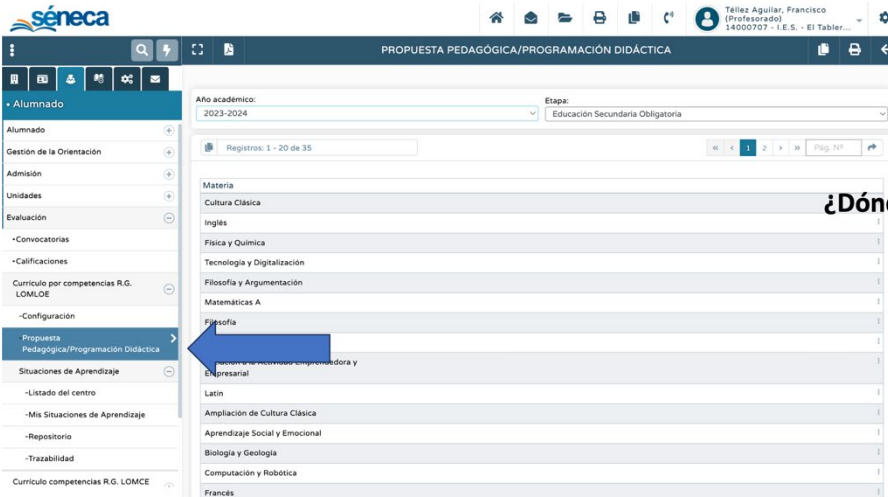 séneca
Téllez Aguilar, Francisco
(Profesorado)
14000707 - I.E.S. - El Tabler...
PROPUESTA PEDAGÓGICA/PROGRAMACIÓN DIDÁCTICA
• Alumnado
Alumnado
Gestión de la Orientación
Admisión
Unidades
Evaluación
•Convocatorias
•Calificaciones
Currículo por competencias R.G.
LOMLOE
-Configuración
-Propuesta
Pedagógica/Programación Didáctica
Situaciones de Aprendizaje
-Listado del centro
-Mis Situaciones de Aprendizaje
-Repositorio
-Trazabilidad
Currículo competencias R.G. LOMCE
Año académico:
2023-2024
Etapa:
Educación Secundaria Obligatoria
Registros: 1 - 20 de 35
« < 1 2 > » Pág. Nº
Materia
Cultura Clásica
¿Dón
Inglés
Física y Química
Tecnología y Digitalización
Filosofía y Argumentación
Matemáticas A
Filosofía
a la Actividad Emprendedora y
Empresarial
Latín
Ampliación de Cultura Clásica
Aprendizaje Social y Emocional
Biología y Geología
Computación y Robótica
Francés